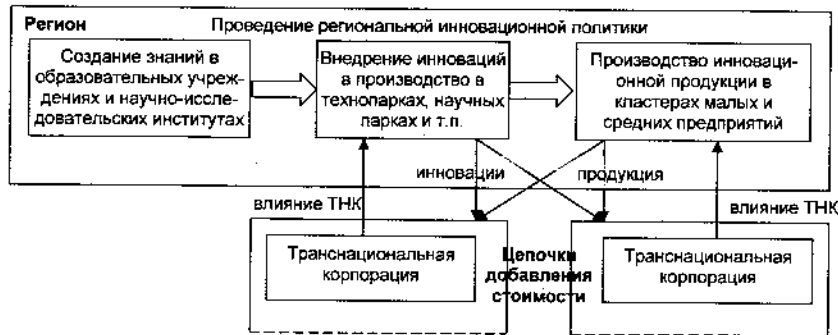 Регион Проведение региональной инновационной политики
Создание знаний в
образовательных учреж-
дениях и научно-иссле-
довательских институтах
Внедрение инноваций
в производство в
технопарках, научных
парках и т.п.
Производство инноваци-
онной продукции в
кластерах малых и
средних предприятий
инновации
продукция
влияние ТНК
влияние ТНК
Транснациональная
корпорация
Цепочки
добавления
стоимости
Транснациональная
корпорация